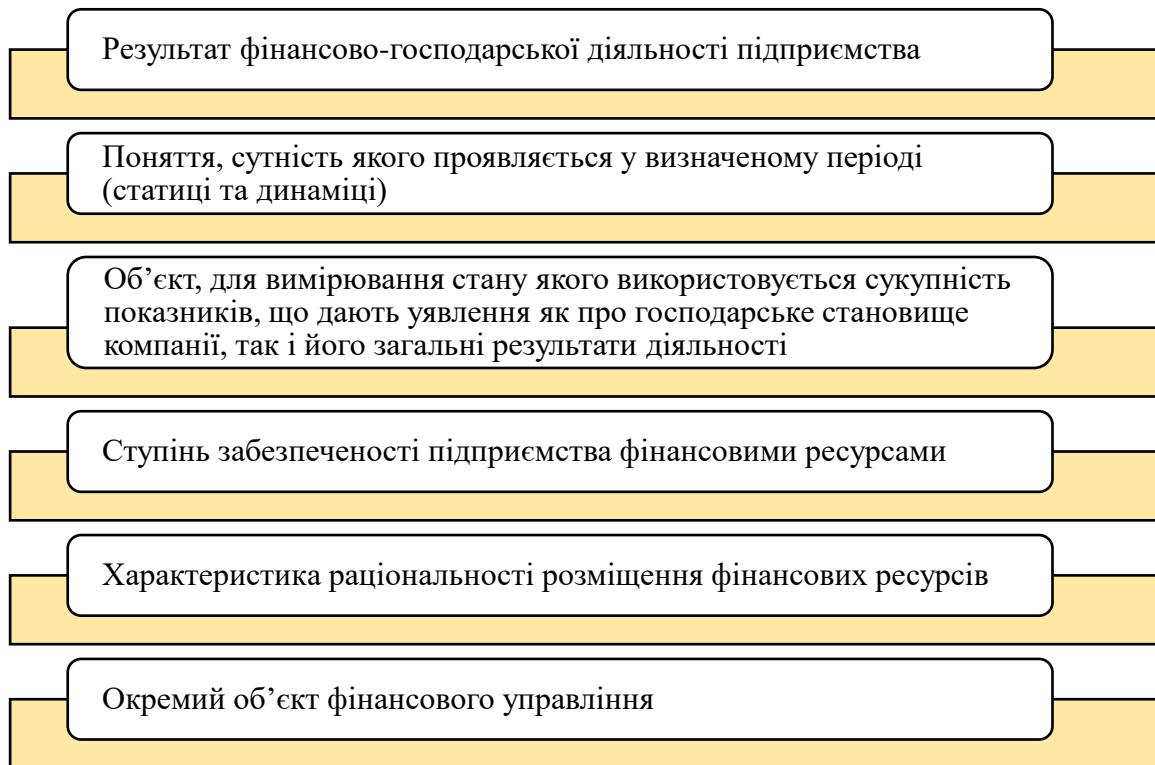 Результат фінансово-господарської діяльності підприємства
Поняття, сутність якого проявляється у визначеному періоді
(статиці та динаміці)
Об’єкт, для вимірювання стану якого використовується сукупність
показників, що дають уявлення як про господарське становище
компанії, так і його загальні результати діяльності
Ступінь забезпеченості підприємства фінансовими ресурсами
Характеристика раціональності розміщення фінансових ресурсів
Окремий об’єкт фінансового управління